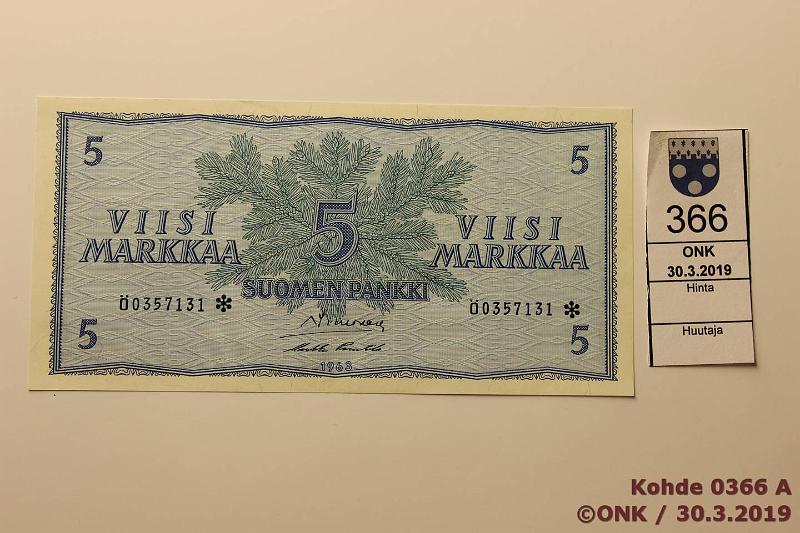 5 5
VIISI MARKKAA
5
VIISI MARKKAA
SUOMEN PANKKI
Ö0357131 * Ö0357131 *
5 5
1963
366
ONK
30.3.2019
Hinta
Huutaja
Kohde 0366 A
©ONK / 30.3.2019